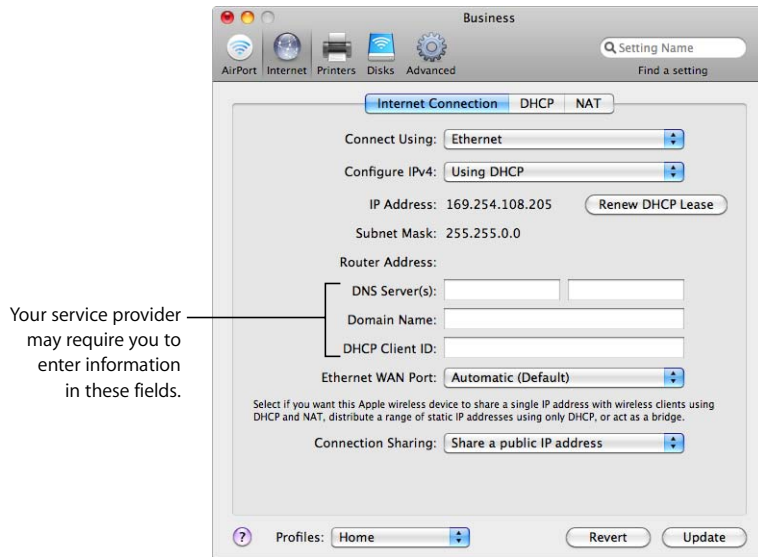 Business
Setting Name
AirPort Internet Printers Disks Advanced
Find a setting
Internet Connection DHCP NAT
Connect Using: Ethernet
Configure IPv4: Using DHCP
IP Address: 169.254.108.205 Renew DHCP Lease
Subnet Mask: 255.255.0.0
Router Address:
DNS Server(s):
Domain Name:
DHCP Client ID:
Your service provider
may require you to
enter information
in these fields.
Ethernet WAN Port: Automatic (Default)
Select if you want this Apple wireless device to share a single IP address with wireless clients using
DHCP and NAT, distribute a range of static IP addresses using only DHCP, or act as a bridge.
Connection Sharing: Share a public IP address
? Profiles: Home Revert Update